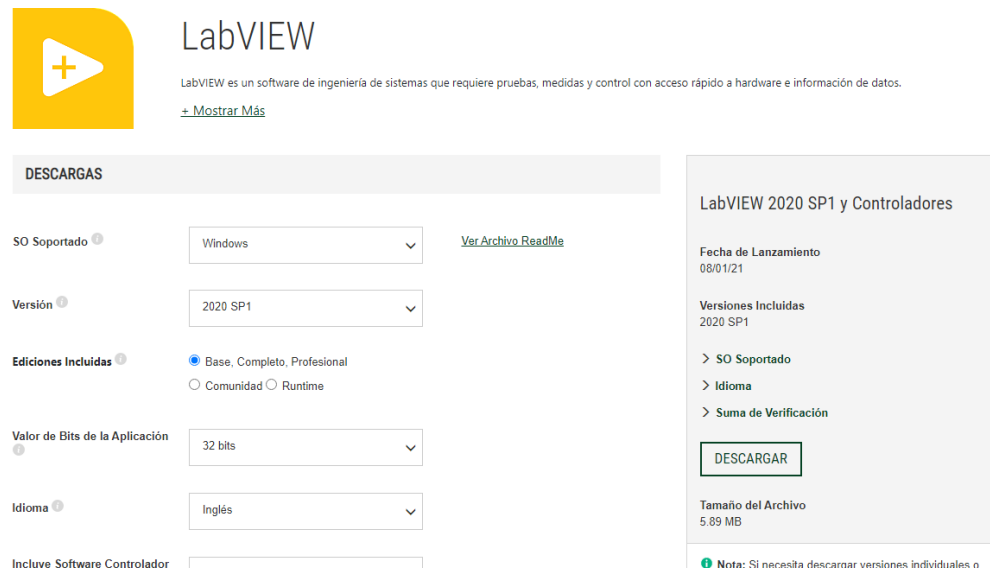 LabVIEW
LabVIEW es un software de ingeniería de sistemas que requiere pruebas, medidas y control con acceso rápido a hardware e información de datos.
+ Mostrar Más
DESCARGAS
SO Soportado
Windows
Ver Archivo ReadMe
Versión
2020 SP1
Ediciones Incluidas
Base, Completo, Profesional
Comunidad
Runtime
Valor de Bits de la Aplicación
32 bits
Idioma
Inglés
Incluye Software Controlador
LabVIEW 2020 SP1 y Controladores
Fecha de Lanzamiento
08/01/21
Versiones Incluidas
2020 SP1
SO Soportado
Idioma
Suma de Verificación
DESCARGAR
Tamaño del Archivo
5.89 MB
Nota: Si necesita descargar versiones individuales o